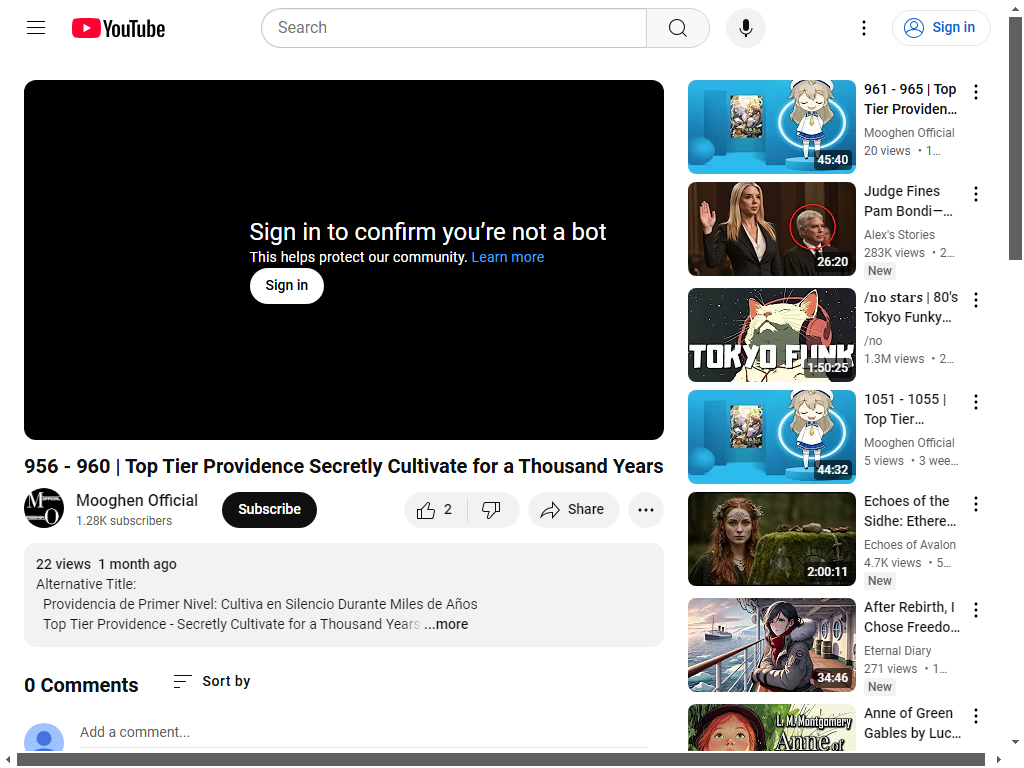 YouTube
Search
Sign in
Sign in to confirm you're not a bot
This helps protect our community. Learn more
Sign in
956 - 960 | Top Tier Providence Secretly Cultivate for a Thousand Years
Mooghen Official
1.28K subscribers
Subscribe
2
Share
22 views 1 month ago
Alternative Title:
Providencia de Primer Nivel: Cultiva en Silencio Durante Miles de Años
Top Tier Providence - Secretly Cultivate for a Thousand Years ...more
0 Comments
Sort by
Add a comment...
45:40
961 - 965 | Top
Tier Providen...
Mooghen Official
20 views • 1...
26:20
Judge Fines
Pam Bondi—...
Alex's Stories
283K views • 2...
New
TOKYO FUNK
1:50:25
/𝐧𝐨 𝐬𝐭𝐚𝐫𝐬 | 80's
Tokyo Funky...
/no
1.3M views • 2...
44:32
1051 - 1055 |
Top Tier...
Mooghen Official
5 views • 3 wee...
2:00:11
Echoes of the
Sidhe: Ethere...
Echoes of Avalon
4.7K views • 5...
New
34:46
After Rebirth, I
Chose Freedo...
Eternal Diary
271 views • 1...
New
L. M. Montgomery
Anne of
Anne of Green
Gables by Luc...